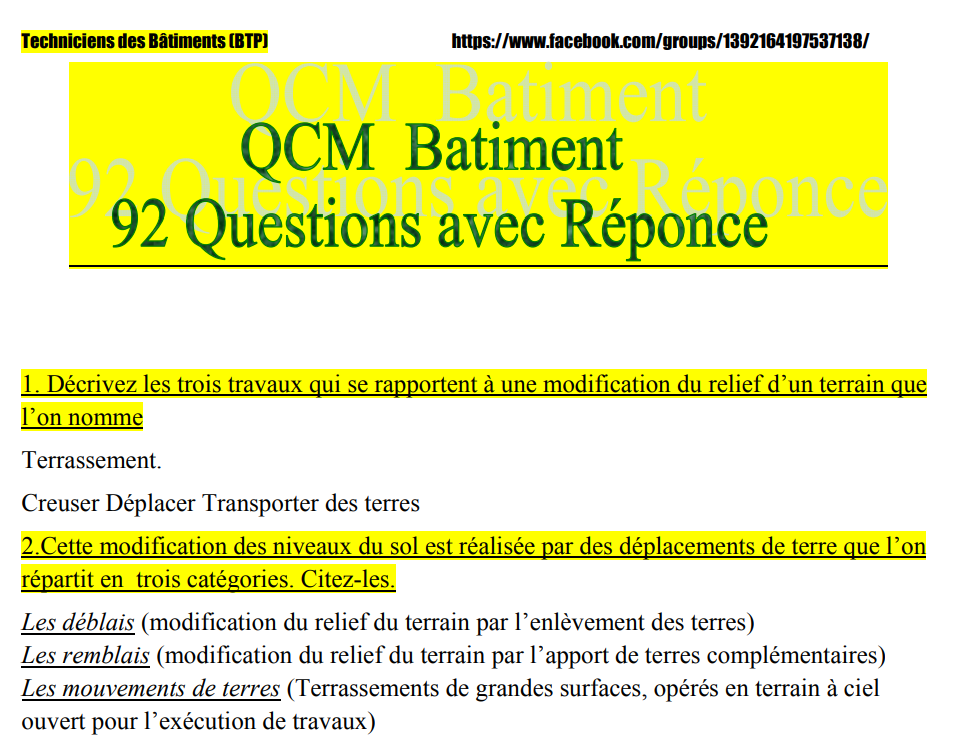 Techniciens des Bâtiments (BTP) https://www.facebook.com/groups/1392164197537138/
QCM Batiment
92 Questions avec Réponce
1. Décrivez les trois travaux qui se rapportent à une modification du relief d’un terrain que
l’on nomme
Terrassement.
Creuser Déplacer Transporter des terres
2.Cette modification des niveaux du sol est réalisée par des déplacements de terre que l’on
répartit en trois catégories. Citez-les.
Les déblais (modification du relief du terrain par l’enlèvement des terres)
Les remblais (modification du relief du terrain par l’apport de terres complémentaires)
Les mouvements de terres (Terrassements de grandes surfaces, opérés en terrain à ciel
ouvert pour l’exécution de travaux)